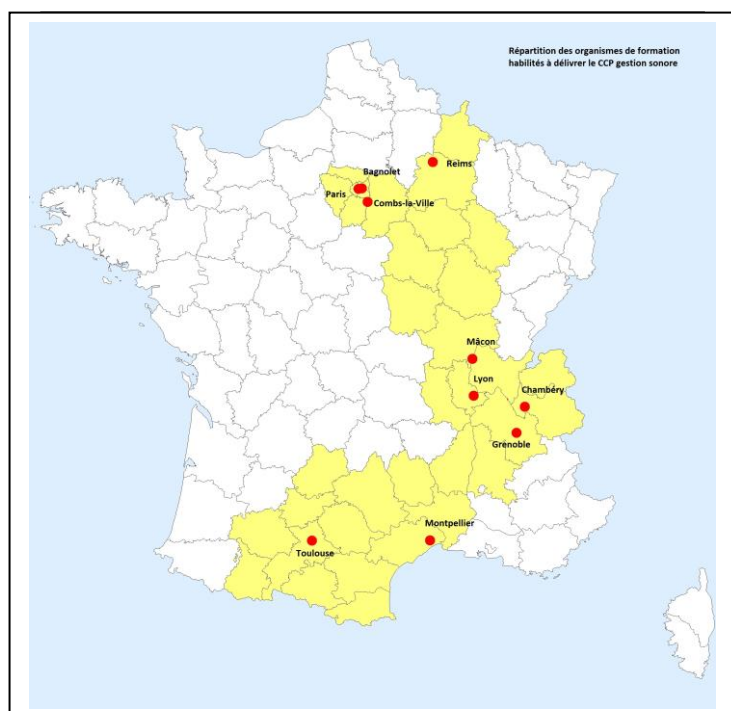 Répartition des organismes de formation
habilités à délivrer le CCP gestion sonore
Reims
Bagnolet
Paris
Combs-la-Ville
Mâcon
Lyon
Chambéry
Grénoble
Montpellier
Toulouse